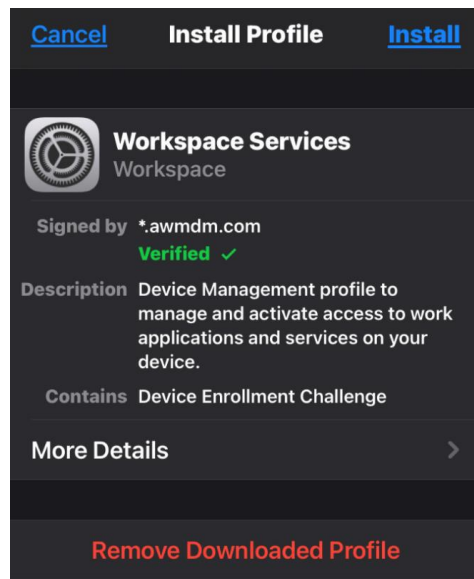 Cancel Install Profile Install
Workspace Services
Workspace
Signed by *.awmdm.com
Verified ✓
Description Device Management profile to
manage and activate access to work
applications and services on your
device.
Contains Device Enrollment Challenge
More Details
Remove Downloaded Profile